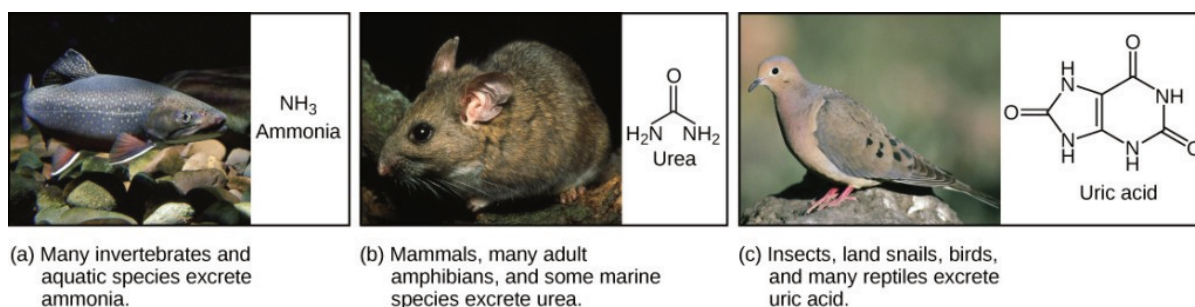 NH3
Ammonia
O
H2N NH2
Urea
O
H
N
NH
O
N
H
N
H
O
Uric acid
(a) Many invertebrates and
aquatic species excrete
ammonia.
(b) Mammals, many adult
amphibians, and some marine
species excrete urea.
(c) Insects, land snails, birds,
and many reptiles excrete
uric acid.